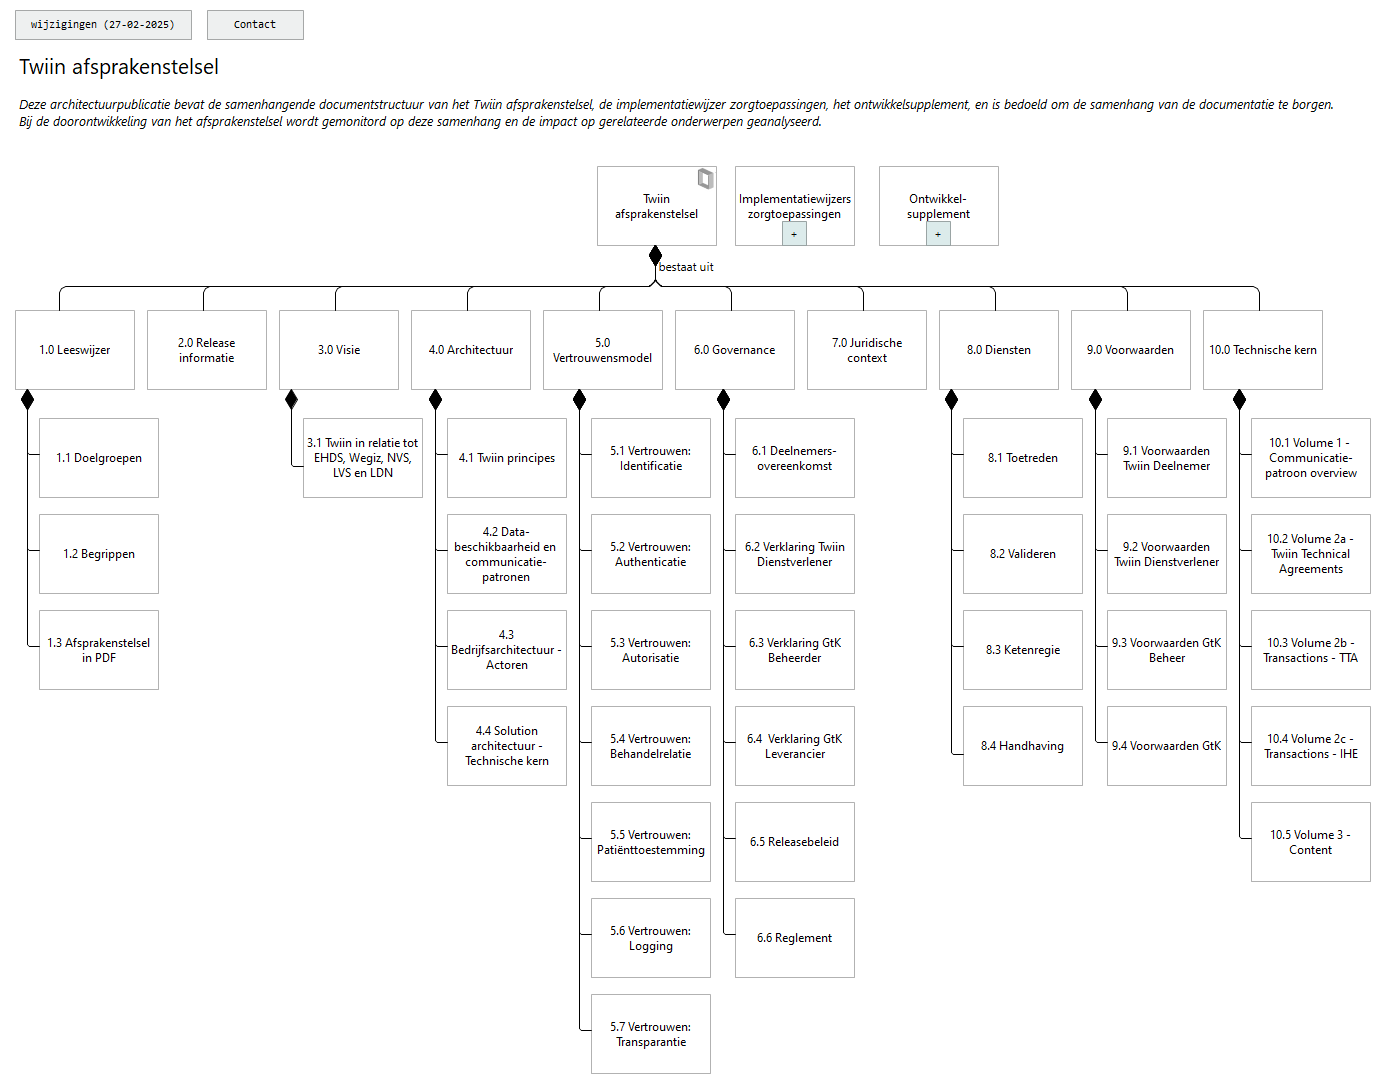 wijzigingen (27-02-2025)
Contact
Twiin afsprakenstelsel
Deze architectuurpublicatie bevat de samenhangende documentstructuur van het Twiin afsprakenstelsel, de implementatiewijzer zorgtoepassingen, het ontwikkelsupplement, en is bedoeld om de samenhang van de documentatie te borgen.
Bij de doorontwikkeling van het afsprakenstelsel wordt gemonitord op deze samenhang en de impact op gerelateerde onderwerpen geanalyseerd.
Twiin
afsprakenstelsel
Implementatiewijzers
zorgtoepassingen
+
Ontwikkel-
supplement
+
bestaat uit
1.0 Leeswijzer
2.0 Release
informatie
3.0 Visie
4.0 Architectuur
5.0
Vertrouwensmodel
6.0 Governance
7.0 Juridische
context
8.0 Diensten
9.0 Voorwaarden
10.0 Technische kern
1.1 Doelgroepen
1.2 Begrippen
1.3 Afsprakenstelsel
in PDF
3.1 Twiin in relatie tot
EHDS, Wegiz, NVS,
LVS en LDN
4.1 Twiin principes
4.2 Data-
beschikbaarheid en
communicatie-
patronen
4.3
Bedrijfsarchitectuur -
Actoren
4.4 Solution
architectuur -
Technische kern
5.1 Vertrouwen:
Identificatie
5.2 Vertrouwen:
Authenticatie
5.3 Vertrouwen:
Autorisatie
5.4 Vertrouwen:
Behandelrelatie
5.5 Vertrouwen:
Patiënttoestemming
5.6 Vertrouwen:
Logging
5.7 Vertrouwen:
Transparantie
6.1 Deelnemers-
overeenkomst
6.2 Verklaring Twiin
Dienstverlener
6.3 Verklaring GtK
Beheerder
6.4  Verklaring GtK
Leverancier
6.5 Releasebeleid
6.6 Reglement
8.1 Toetreden
8.2 Valideren
8.3 Ketenregie
8.4 Handhaving
9.1 Voorwaarden
Twiin Deelnemer
9.2 Voorwaarden
Twiin Dienstverlener
9.3 Voorwaarden GtK
Beheer
9.4 Voorwaarden GtK
10.1 Volume 1 -
Communicatie-
patroon overview
10.2 Volume 2a -
Twiin Technical
Agreements
10.3 Volume 2b -
Transactions - TTA
10.4 Volume 2c -
Transactions - IHE
10.5 Volume 3 -
Content